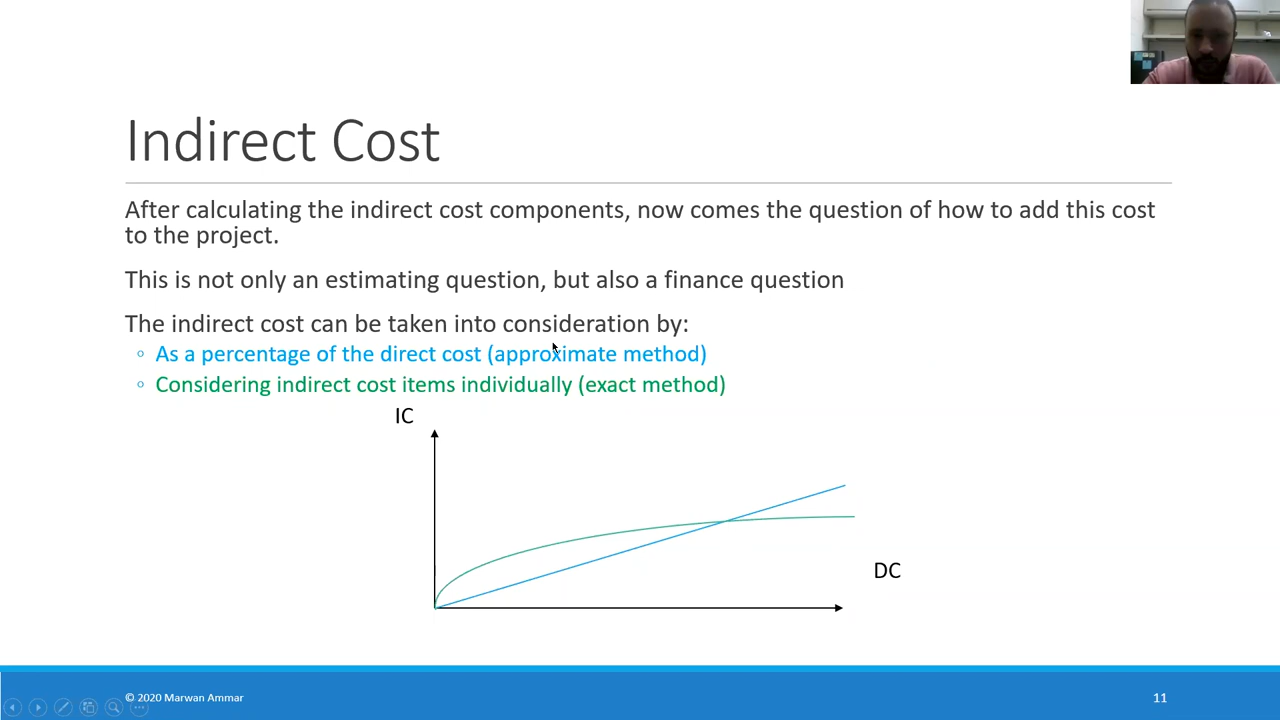 Indirect Cost
After calculating the indirect cost components, now comes the question of how to add this cost
to the project.
This is not only an estimating question, but also a finance question
The indirect cost can be taken into consideration by:
◦ As a percentage of the direct cost (approximate method)
◦ Considering indirect cost items individually (exact method)
IC
DC
© 2020 Marwan Ammar
11